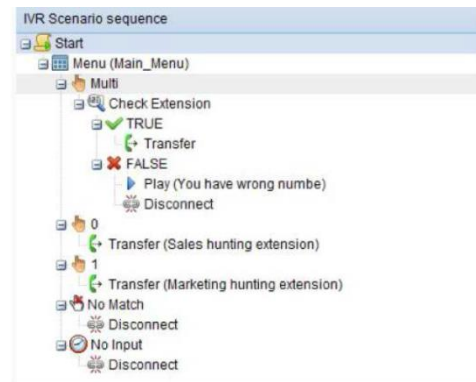 IVR Scenario sequence
Start
Menu (Main_Menu)
Multi
Check Extension
TRUE
Transfer
FALSE
Play (You have wrong numbe)
Disconnect
0
Transfer (Sales hunting extension)
1
Transfer (Marketing hunting extension)
No Match
Disconnect
No Input
Disconnect